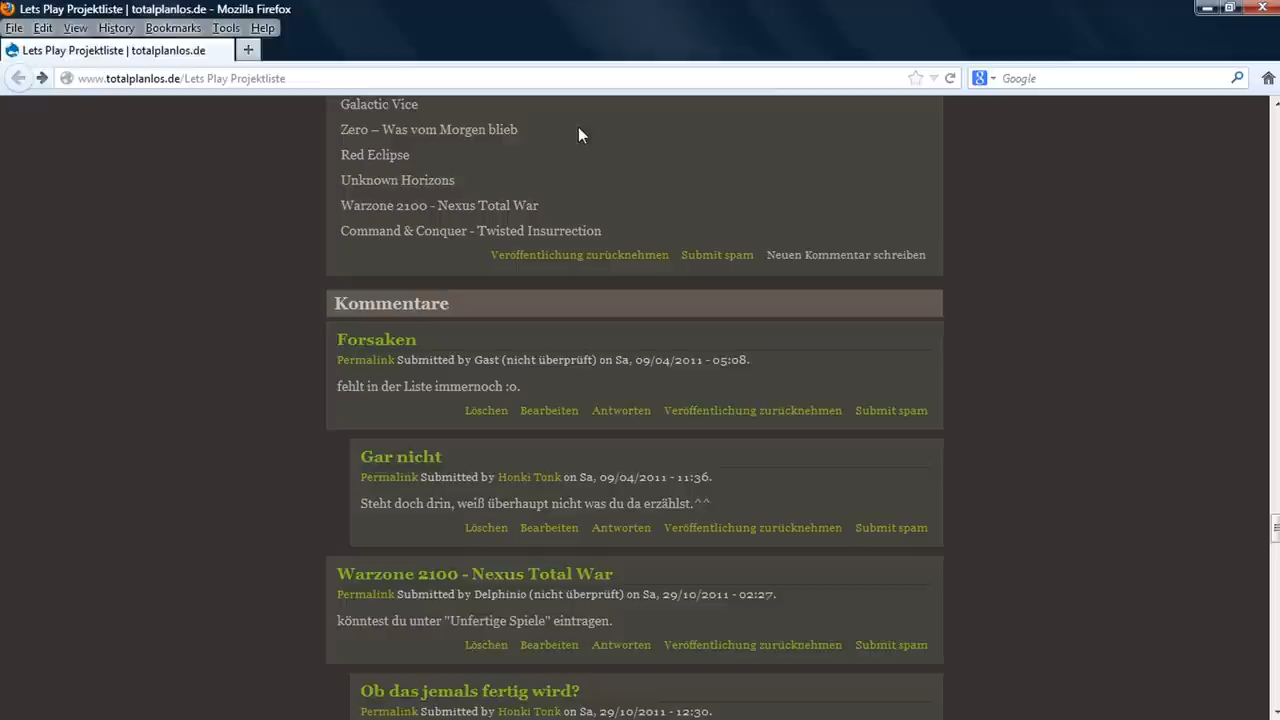 Lets Play Projektliste | totalplanlos.de - Mozilla Firefox
File Edit View History Bookmarks Tools Help
Lets Play Projektliste | totalplanlos.de
www.totalplanlos.de/Lets Play Projektliste
Google
Galactic Vice
Zero – Was vom Morgen blieb
Red Eclipse
Unknown Horizons
Warzone 2100 - Nexus Total War
Command & Conquer - Twisted Insurrection
Veröffentlichung zurücknehmen Submit spam Neuen Kommentar schreiben
Kommentare
Forsaken
Permalink Submitted by Gast (nicht überprüft) on Sa, 09/04/2011 - 05:08.
fehlt in der Liste immernoch :o.
Löschen Bearbeiten Antworten Veröffentlichung zurücknehmen Submit spam
Gar nicht
Permalink Submitted by Honki Tonk on Sa, 09/04/2011 - 11:36.
Steht doch drin, weiß überhaupt nicht was du da erzählst.^^
Löschen Bearbeiten Antworten Veröffentlichung zurücknehmen Submit spam
Warzone 2100 - Nexus Total War
Permalink Submitted by Delphinio (nicht überprüft) on Sa, 29/10/2011 - 02:27.
könntest du unter "Unfertige Spiele" eintragen.
Löschen Bearbeiten Antworten Veröffentlichung zurücknehmen Submit spam
Ob das jemals fertig wird?
Permalink Submitted by Honki Tonk on Sa, 29/10/2011 - 12:30.